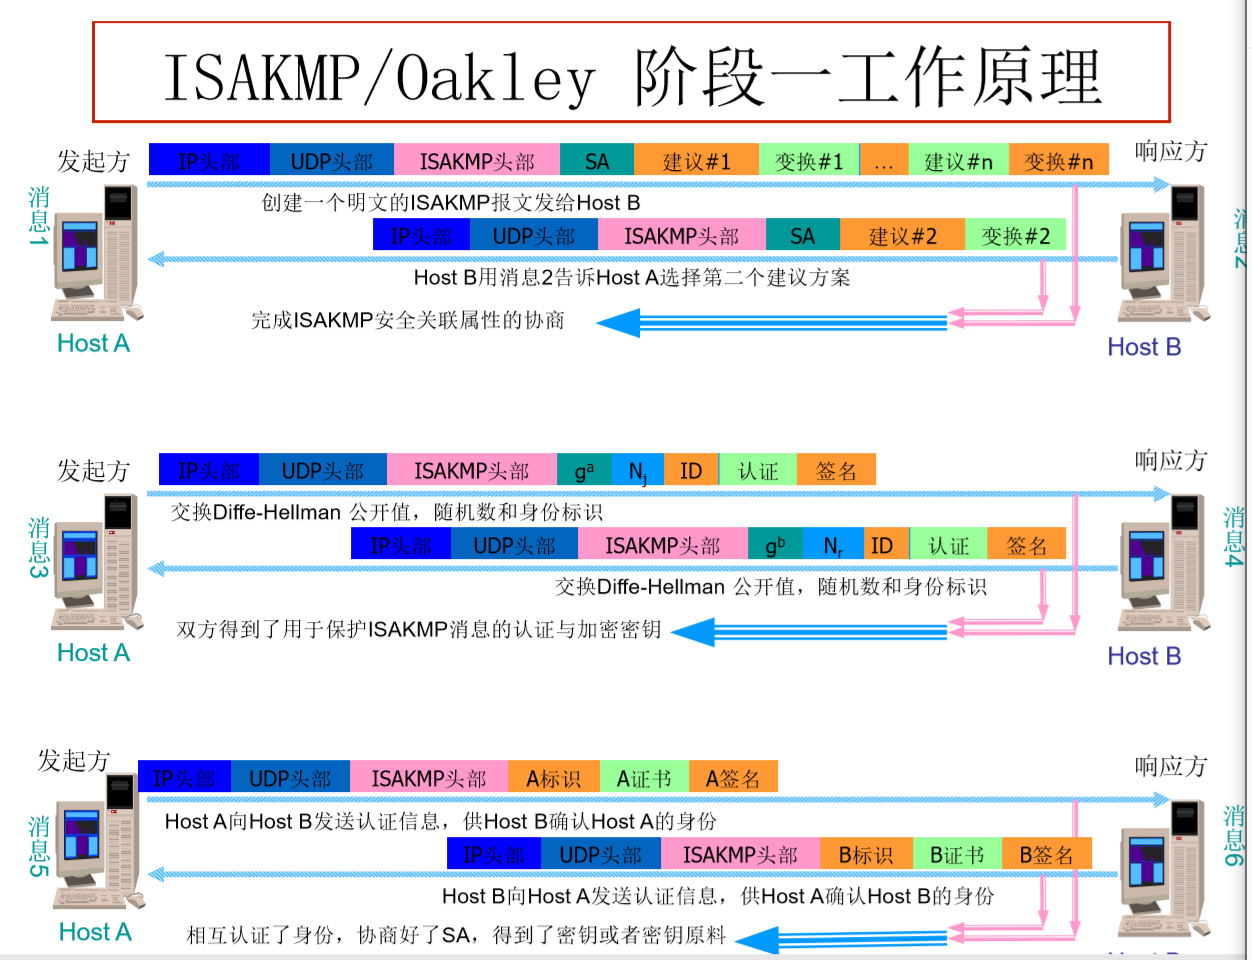 ISAKMP/Oakley 阶段一工作原理
发起方
IP头部 UDP头部 ISAKMP头部 SA 建议#1 变换#1 ... 建议#n 变换#n
响应方
消息1
创建一个明文的ISAKMP报文发给Host B
IP头部 UDP头部 ISAKMP头部 SA 建议#2 变换#2
消息2
Host B用消息2告诉Host A选择第二个建议方案
完成ISAKMP安全关联属性的协商
Host A
Host B
发起方
IP头部 UDP头部 ISAKMP头部 gᵃ Nj ID 认证 签名
响应方
消息3
交换Diffe-Hellman 公开值，随机数和身份标识
IP头部 UDP头部 ISAKMP头部 gᵇ Nr ID 认证 签名
消息4
交换Diffe-Hellman 公开值，随机数和身份标识
双方得到了用于保护ISAKMP消息的认证与加密密钥
Host A
Host B
发起方
IP头部 UDP头部 ISAKMP头部 A标识 A证书 A签名
响应方
消息5
Host A向Host B发送认证信息，供Host B确认Host A的身份
IP头部 UDP头部 ISAKMP头部 B标识 B证书 B签名
消息6
Host B向Host A发送认证信息，供Host A确认Host B的身份
相互认证了身份，协商好了SA，得到了密钥或者密钥原料
Host A